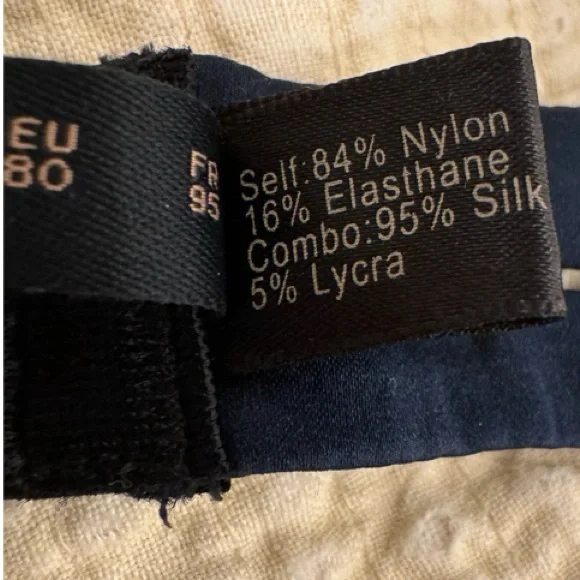 EU
80
FR
95
Self:84% Nylon
16% Elasthane
Combo:95% Silk
5% Lycra